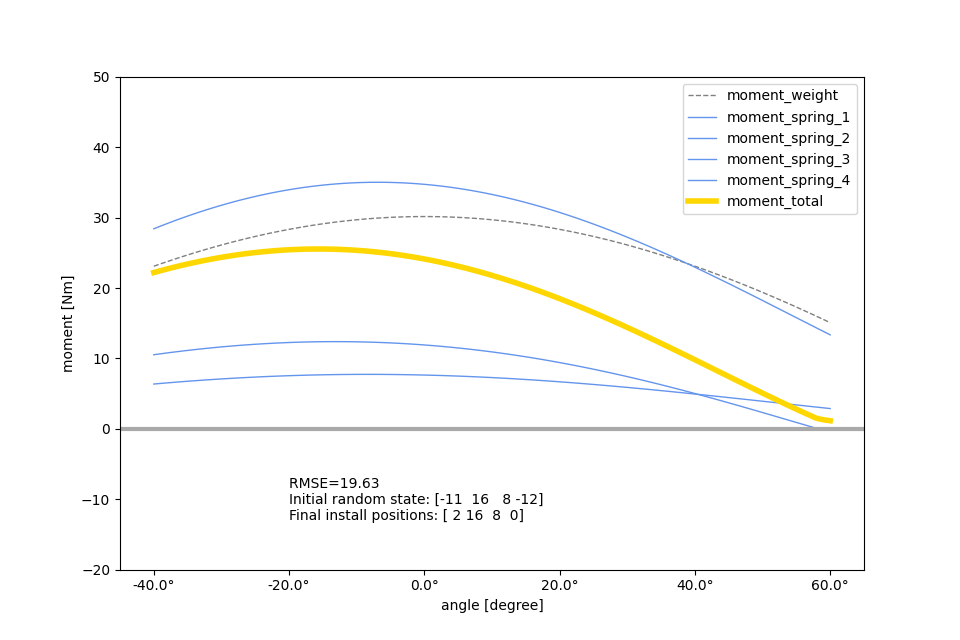 50
40
30
20
10
0
−10
−20
moment [Nm]
moment_weight
moment_spring_1
moment_spring_2
moment_spring_3
moment_spring_4
moment_total
RMSE=19.63
Initial random state: [-11  16   8 -12]
Final install positions: [ 2 16  8  0]
-40.0° -20.0° 0.0° 20.0° 40.0° 60.0°
angle [degree]